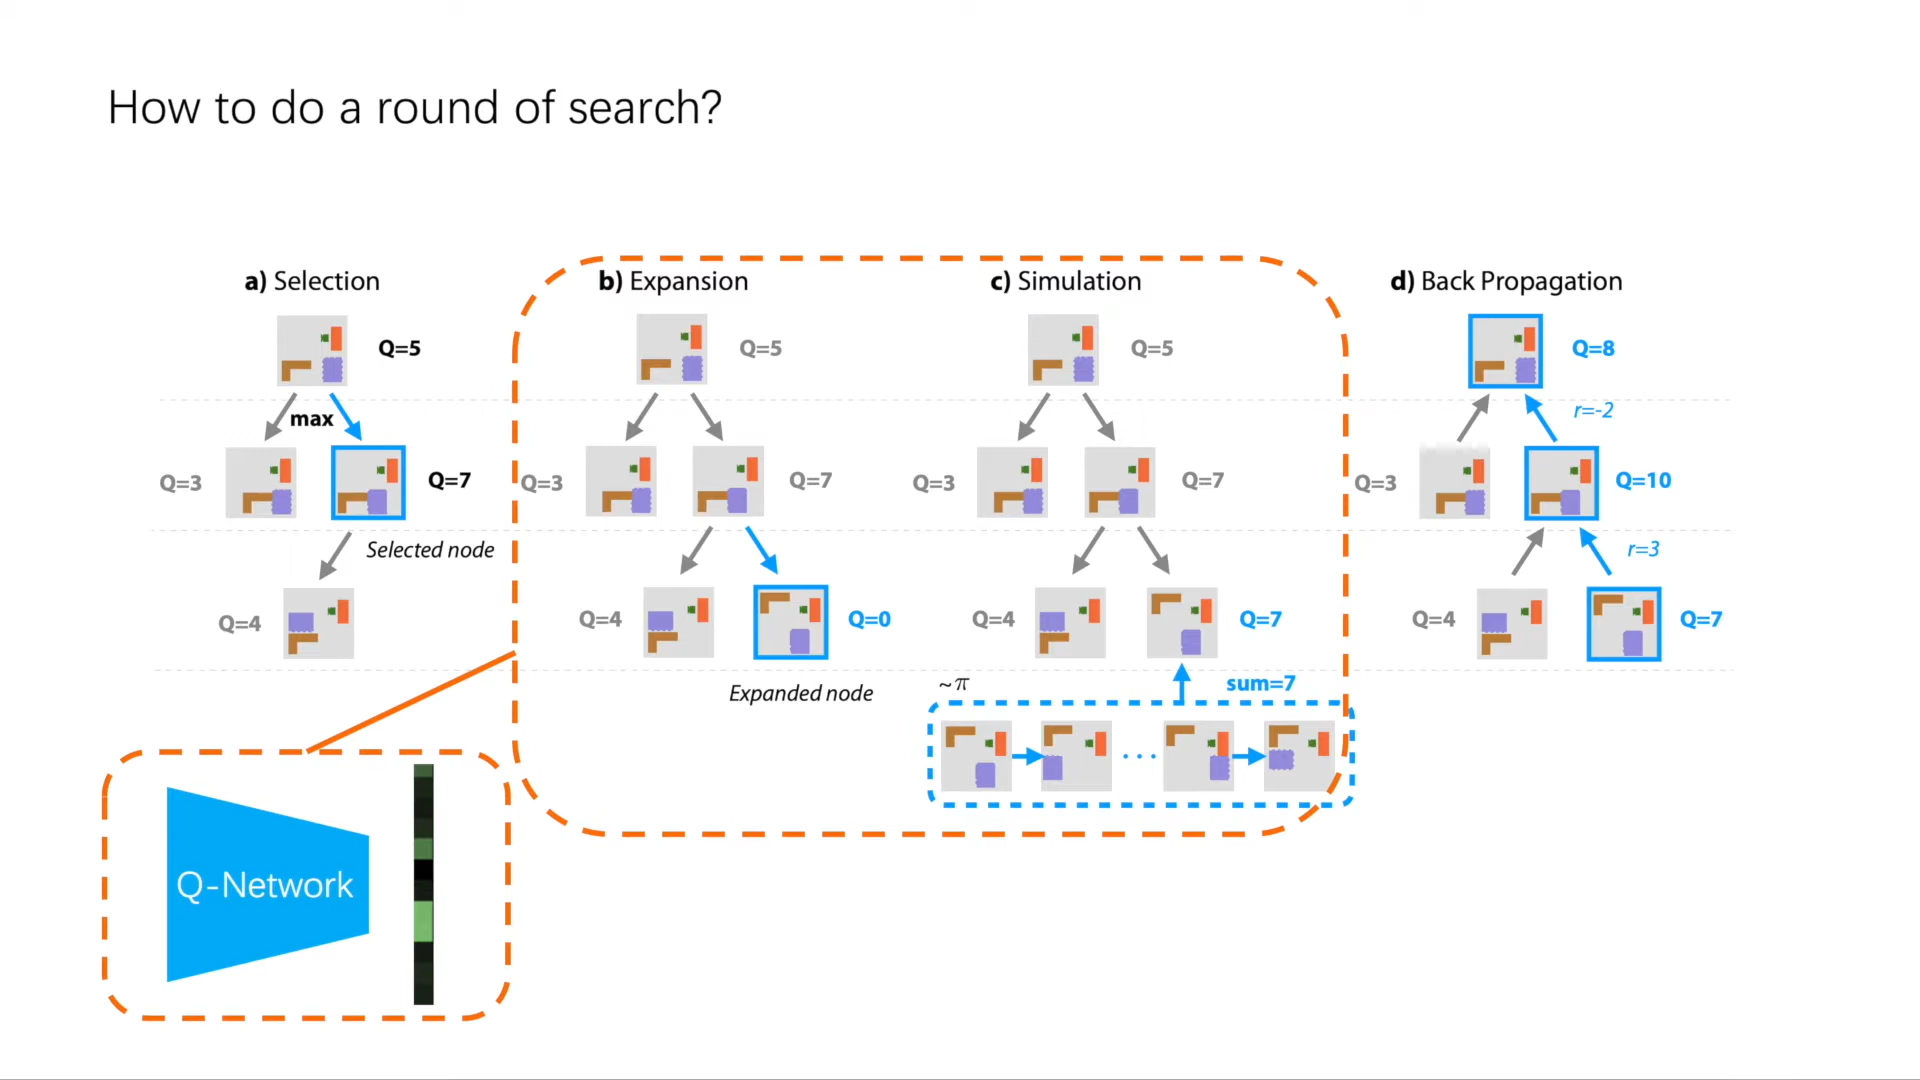 How to do a round of search?
a) Selection
Q=5
max
Q=3
Q=7
Selected node
Q=4
b) Expansion
Q=5
Q=3
Q=7
Q=4
Q=0
Expanded node
c) Simulation
Q=5
Q=3
Q=7
Q=4
Q=7
~π
sum=7
...
d) Back Propagation
Q=8
r=-2
Q=3
Q=10
r=3
Q=4
Q=7
Q-Network